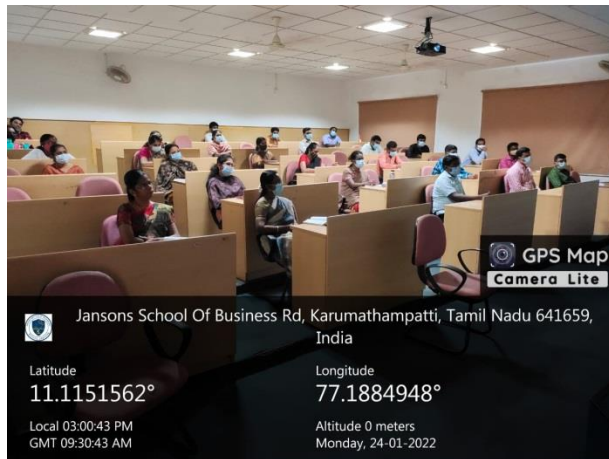 GPS Map
Camera Lite
Jansons School Of Business Rd, Karumathampatti, Tamil Nadu 641659,
India
Latitude
11.1151562°
Longitude
77.1884948°
Local 03:00:43 PM
GMT 09:30:43 AM
Altitude 0 meters
Monday, 24-01-2022